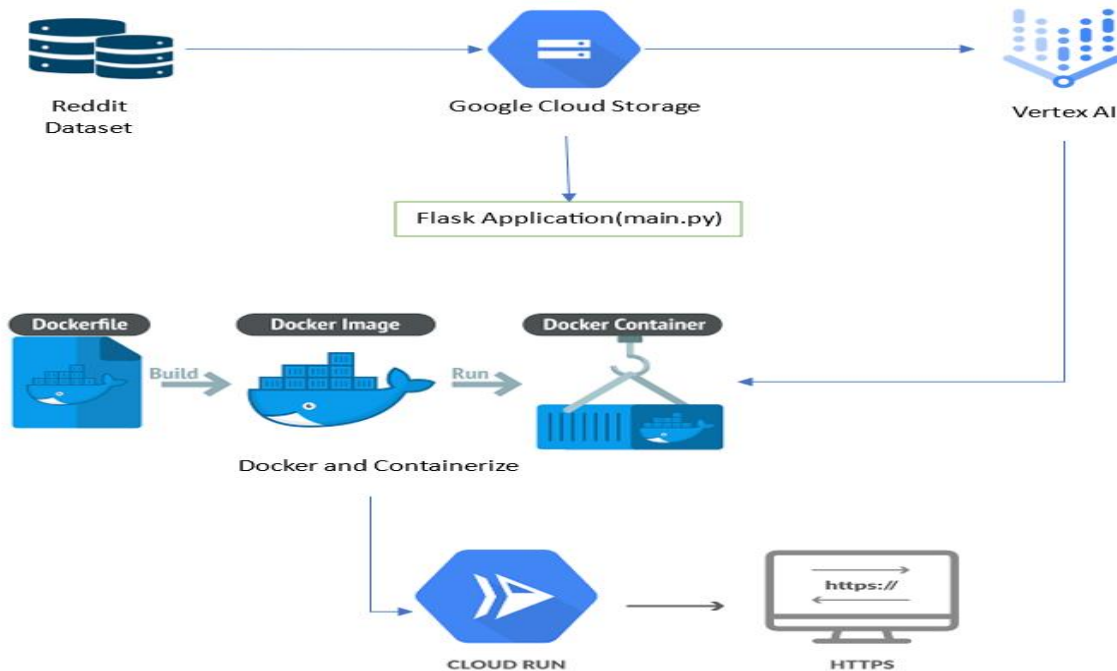 Reddit
Dataset
Google Cloud Storage
Vertex AI
Flask Application(main.py)
Dockerfile
Build
Docker Image
Run
Docker Container
Docker and Containerize
https://
CLOUD RUN
HTTPS